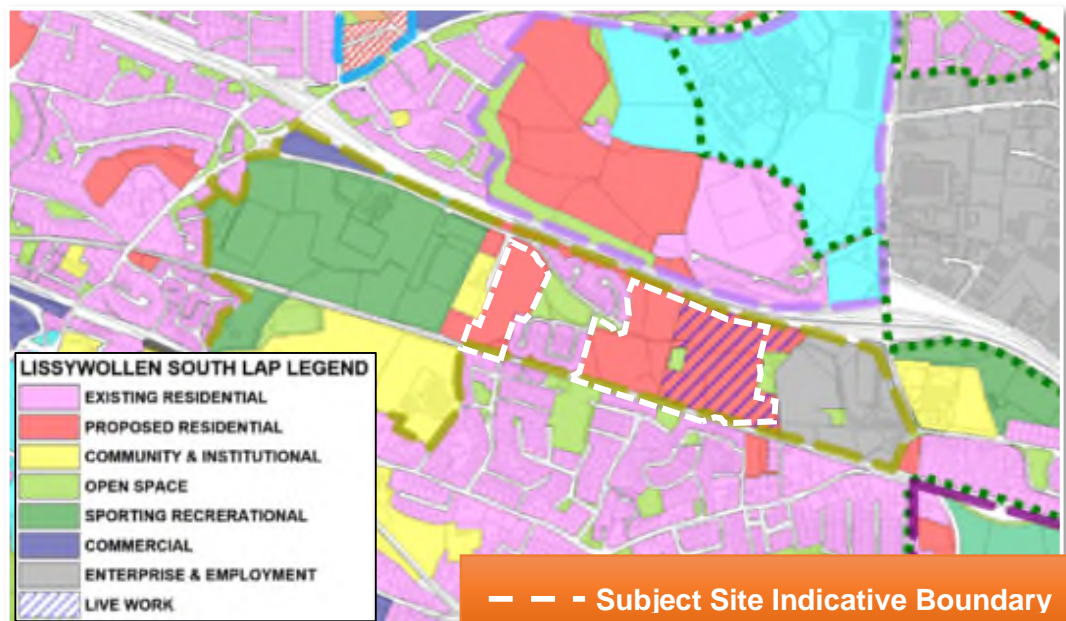 LISSYWOLLEN SOUTH LAP LEGEND
EXISTING RESIDENTIAL
PROPOSED RESIDENTIAL
COMMUNITY & INSTITUTIONAL
OPEN SPACE
SPORTING RECRERATIONAL
COMMERCIAL
ENTERPRISE & EMPLOYMENT
LIVE WORK
Subject Site Indicative Boundary